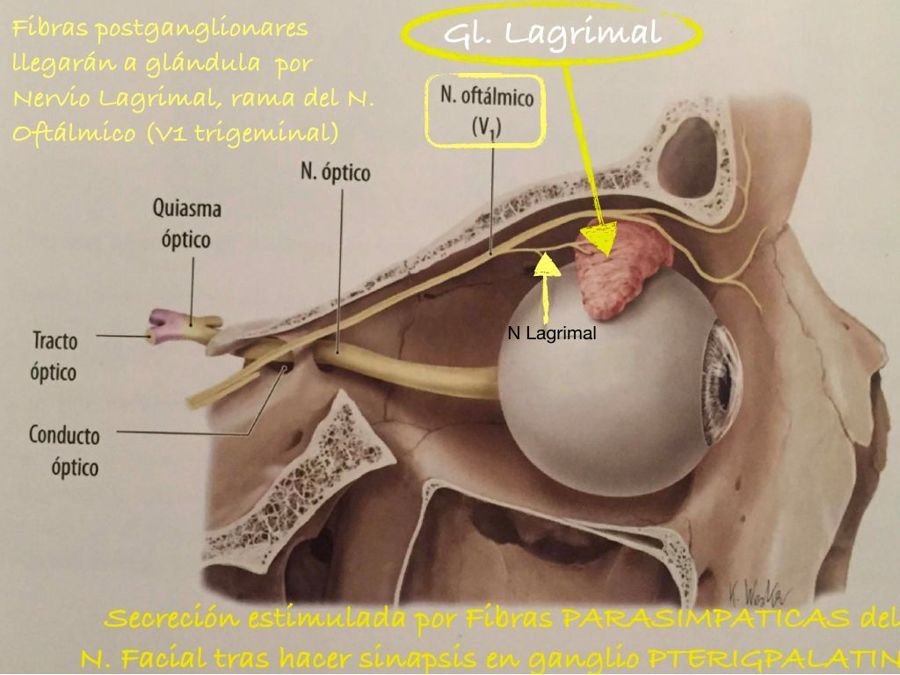 Fibras postganglionares
llegarán a glándula por
Nervio Lagrimal, rama del N.
Oftálmico (V1 trigeminal)
Gl. Lagrimal
N. oftálmico
(V1)
N. óptico
Quiasma
óptico
Tracto
óptico
N Lagrimal
Conducto
óptico
Secreción estimulada por Fibras PARASIMPATICAS del
N. Facial tras hacer sinapsis en ganglio PTERIGPALATIN